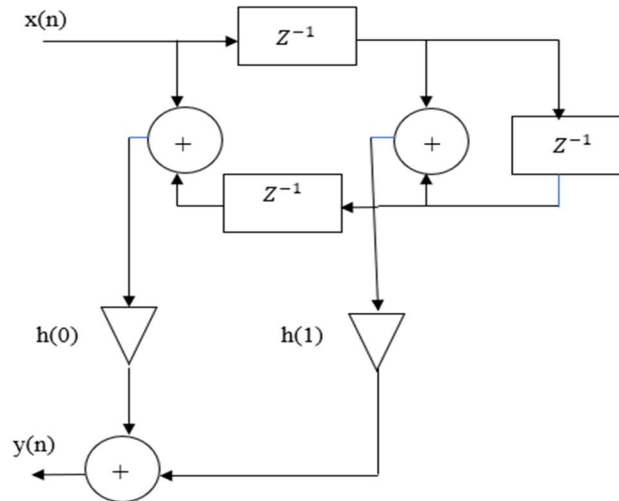 x(n)
Z⁻¹
+
+
Z⁻¹
Z⁻¹
h(0)
h(1)
y(n)
+